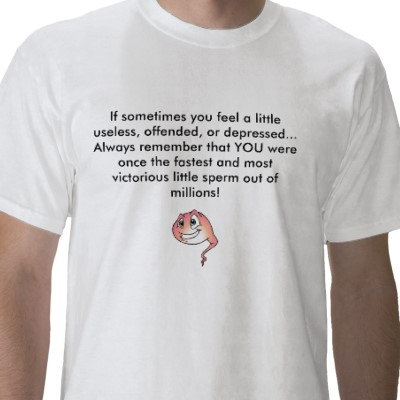 If sometimes you feel a little
useless, offended, or depressed...
Always remember that YOU were
once the fastest and most
victorious little sperm out of
millions!